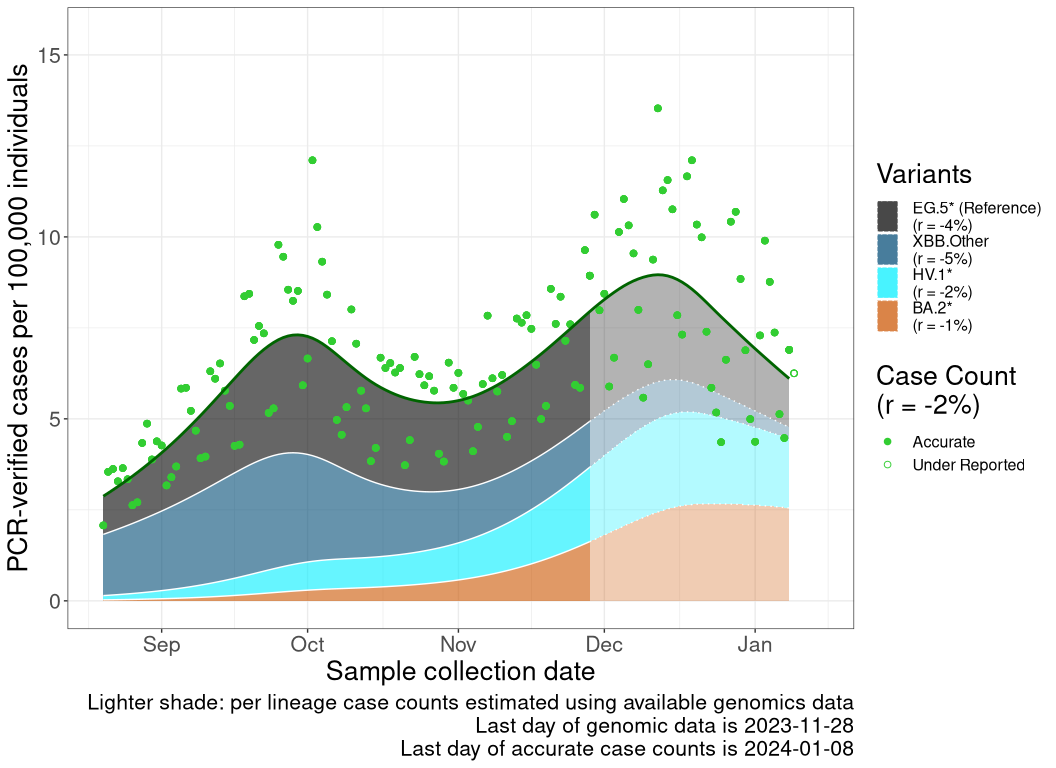 PCR-verified cases per 100,000 individuals
15
10
5
0
Sep
Oct
Nov
Dec
Jan
Sample collection date
Lighter shade: per lineage case counts estimated using available genomics data
Last day of genomic data is 2023-11-28
Last day of accurate case counts is 2024-01-08
Variants
EG.5* (Reference)
(r = -4%)
XBB.Other
(r = -5%)
HV.1*
(r = -2%)
BA.2*
(r = -1%)
Case Count
(r = -2%)
Accurate
Under Reported